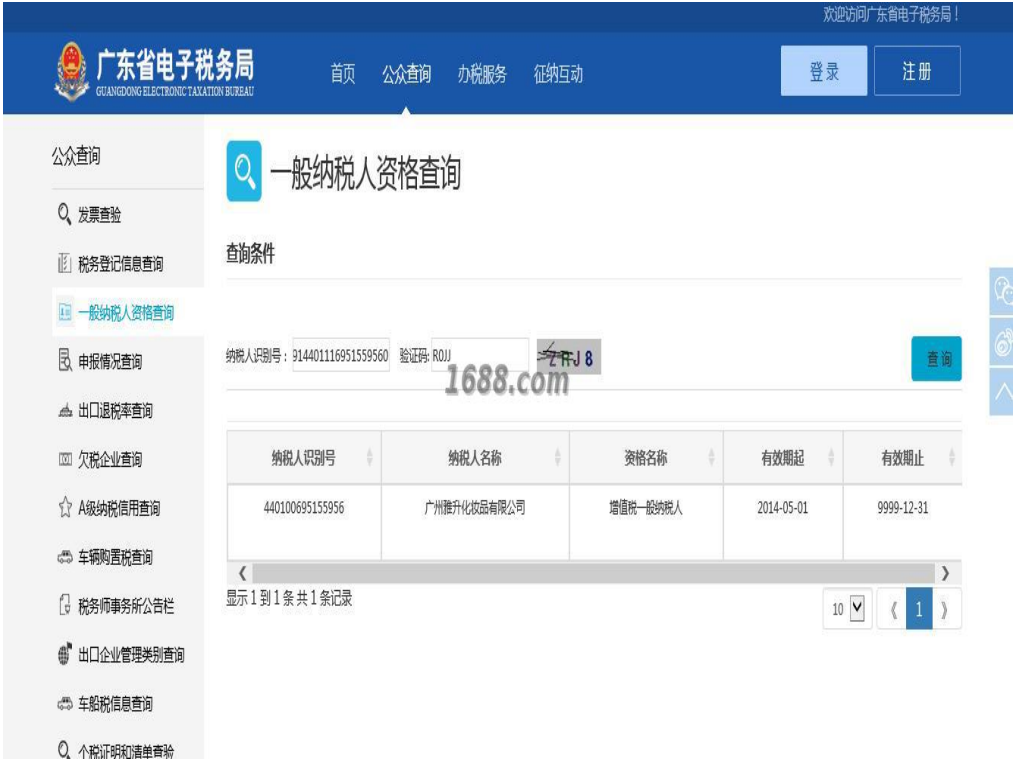 欢迎访问广东省电子税务局！
广东省电子税务局
GUANGDONG ELECTRONIC TAXATION BUREAU
首页 公众查询 办税服务 征纳互动
登录 注册
公众查询
发票查验
税务登记信息查询
一般纳税人资格查询
申报情况查询
出口退税率查询
欠税企业查询
A级纳税信用查询
车辆购置税查询
税务师事务所公告栏
出口企业管理类别查询
车船税信息查询
个税证明和清单查验
一般纳税人资格查询
查询条件
纳税人识别号： 914401116951559560 验证码: R0JJ
查询
1688.com
纳税人识别号 纳税人名称 资格名称 有效期起 有效期止
440100695155956 广州雅升化妆品有限公司 增值税一般纳税人 2014-05-01 9999-12-31
显示 1 到 1 条 共 1 条记录
10 《 1 》